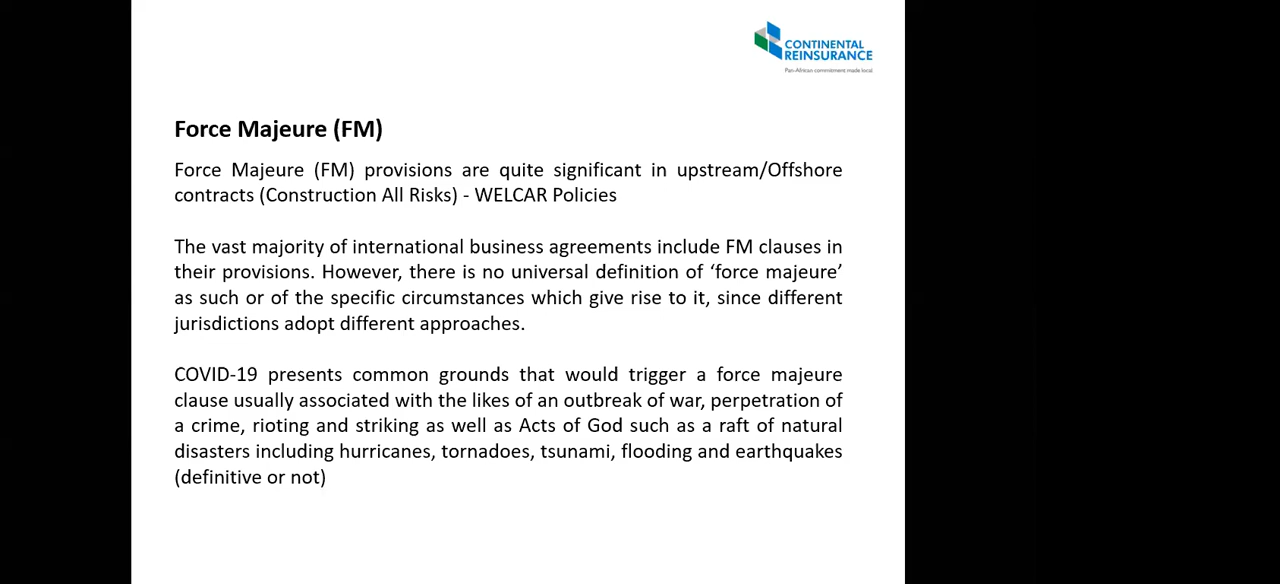 CONTINENTAL
REINSURANCE
Pan-African commitment made local.
Force Majeure (FM)
Force Majeure (FM) provisions are quite significant in upstream/Offshore
contracts (Construction All Risks) - WELCAR Policies
The vast majority of international business agreements include FM clauses in
their provisions. However, there is no universal definition of ‘force majeure’
as such or of the specific circumstances which give rise to it, since different
jurisdictions adopt different approaches.
COVID-19 presents common grounds that would trigger a force majeure
clause usually associated with the likes of an outbreak of war, perpetration of
a crime, rioting and striking as well as Acts of God such as a raft of natural
disasters including hurricanes, tornadoes, tsunami, flooding and earthquakes
(definitive or not)